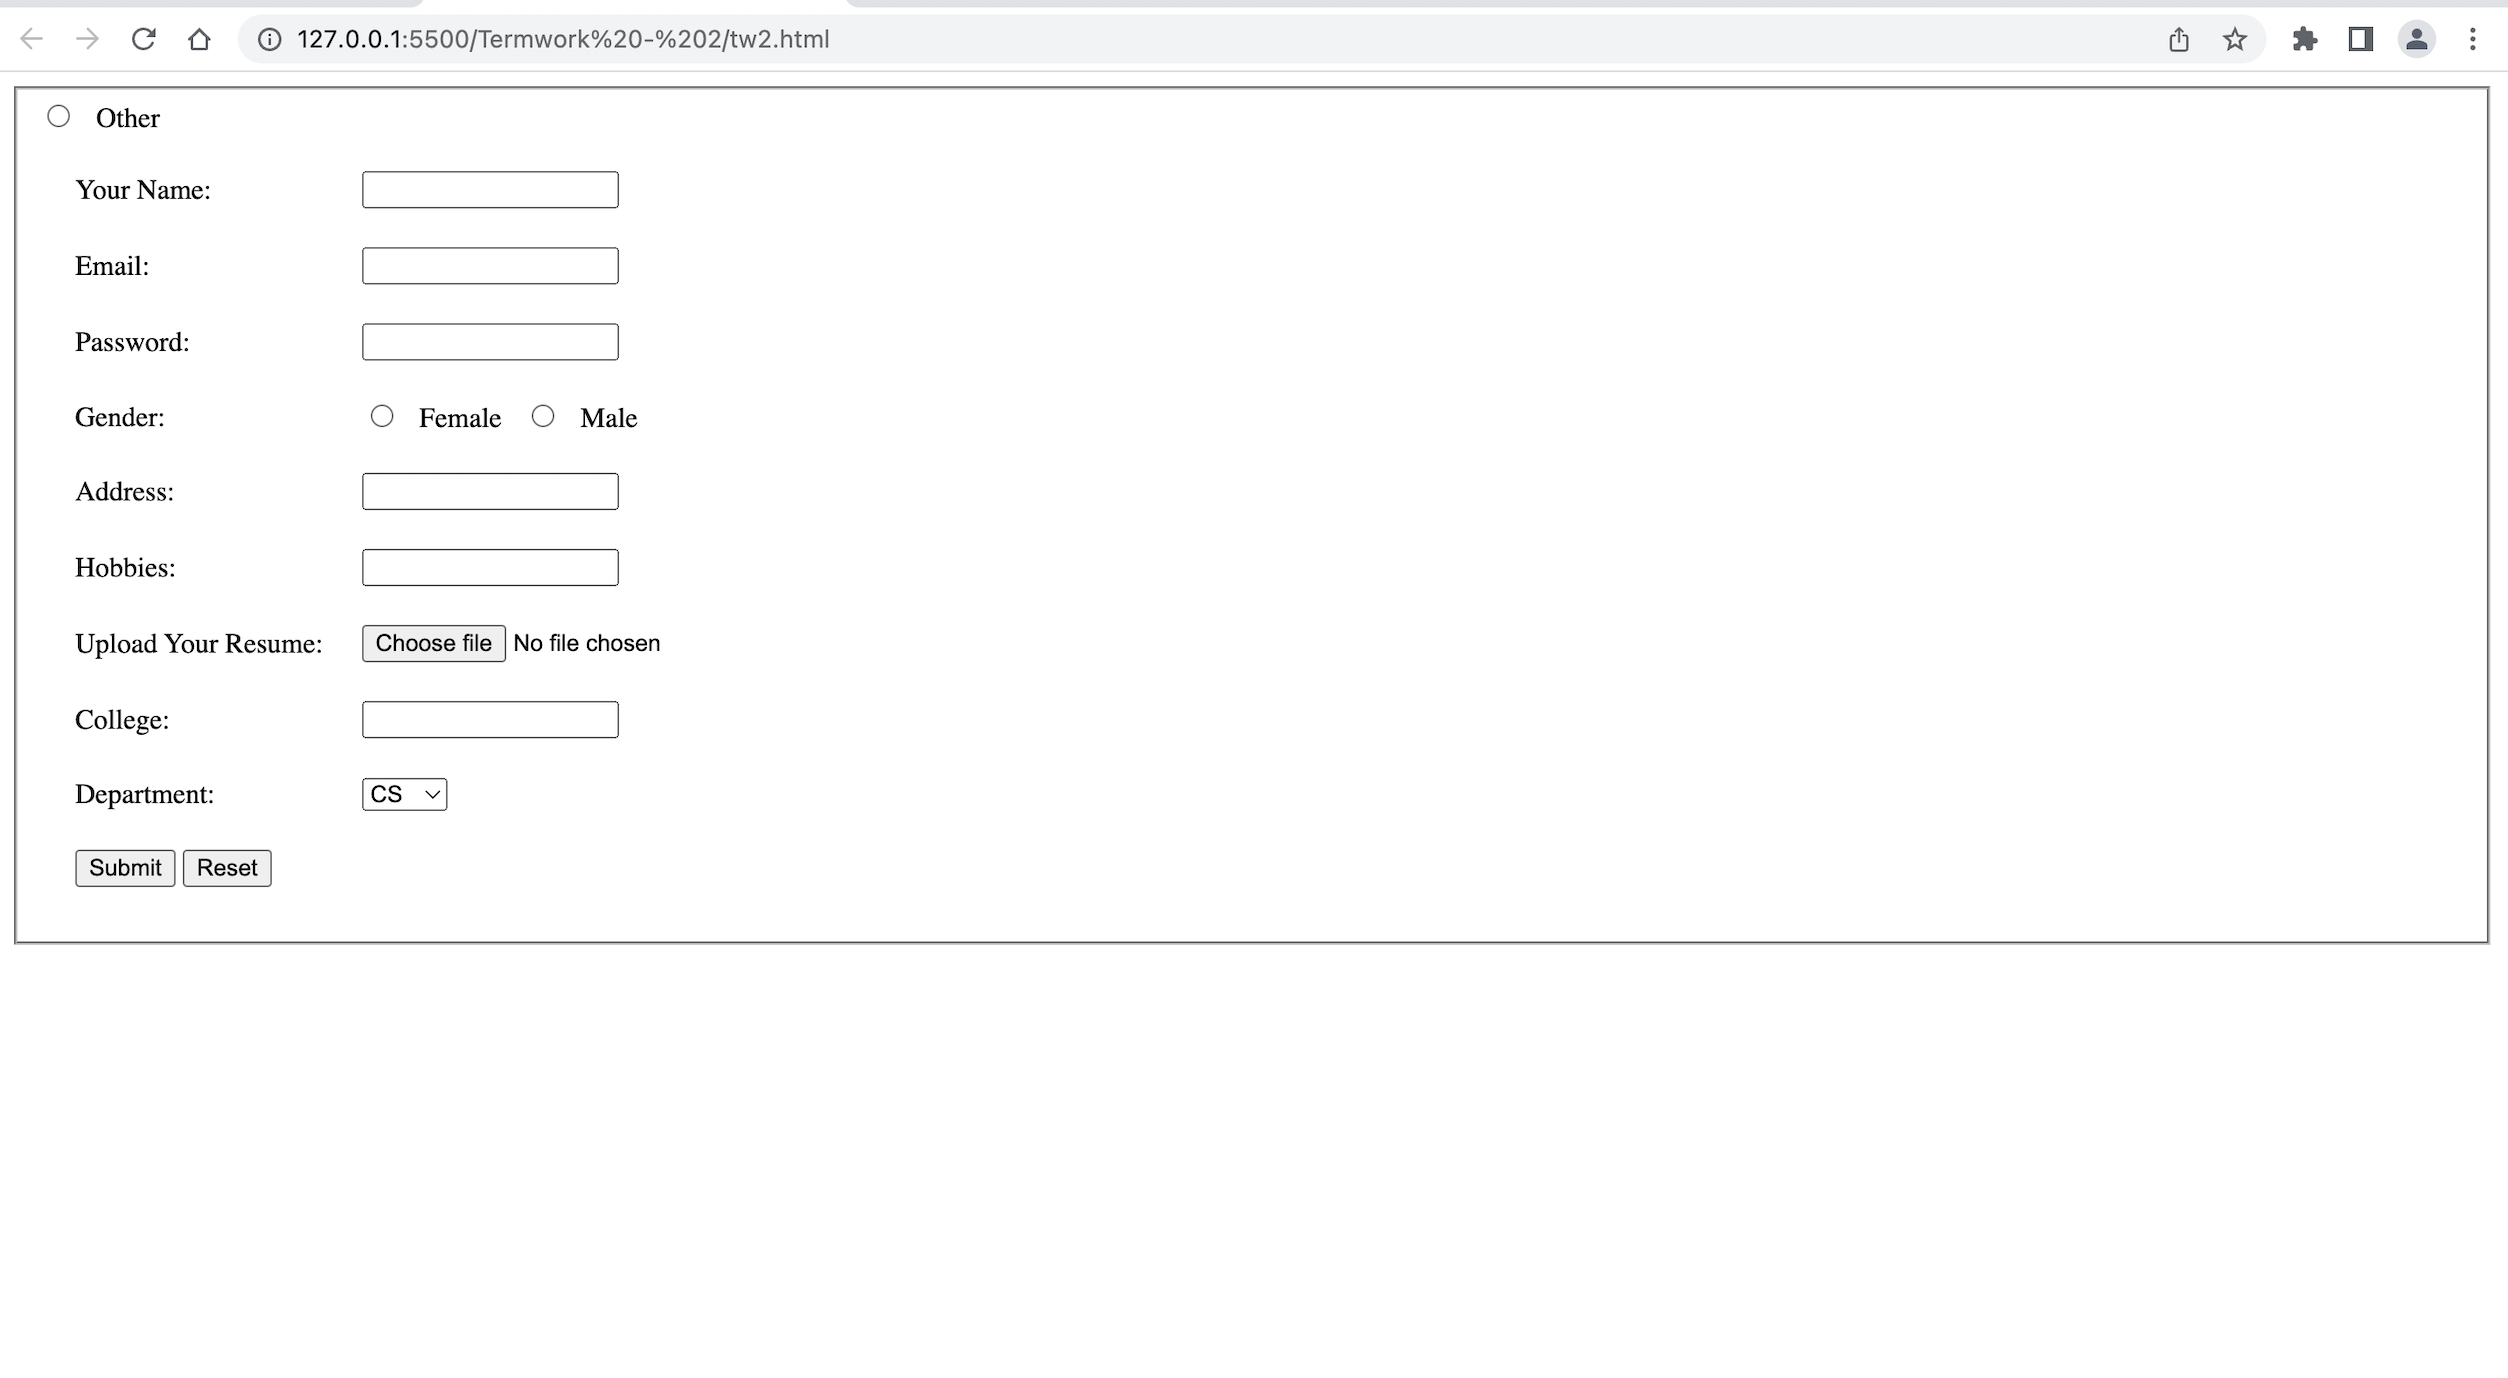 127.0.0.1:5500/Termwork%20-%202/tw2.html
Other
Your Name:
Email:
Password:
Gender: Female Male
Address:
Hobbies:
Upload Your Resume: Choose file No file chosen
College:
Department: CS
Submit Reset